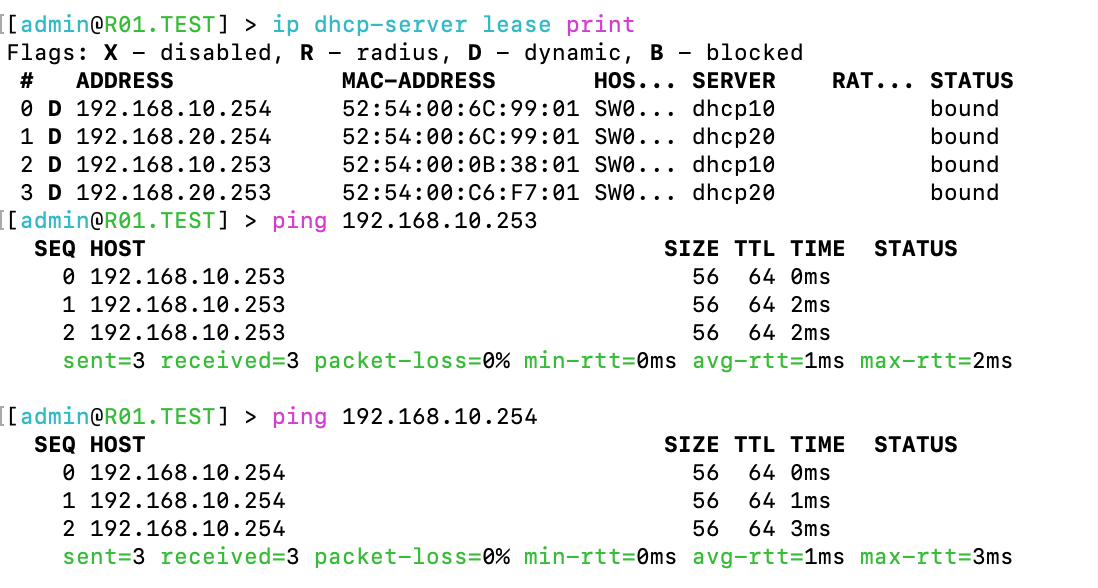 [[admin@R01.TEST] > ip dhcp-server lease print
Flags: X - disabled, R - radius, D - dynamic, B - blocked
# ADDRESS MAC-ADDRESS HOS... SERVER RAT... STATUS
0 D 192.168.10.254 52:54:00:6C:99:01 SW0... dhcp10 bound
1 D 192.168.20.254 52:54:00:6C:99:01 SW0... dhcp20 bound
2 D 192.168.10.253 52:54:00:0B:38:01 SW0... dhcp10 bound
3 D 192.168.20.253 52:54:00:C6:F7:01 SW0... dhcp20 bound
[[admin@R01.TEST] > ping 192.168.10.253
SEQ HOST SIZE TTL TIME STATUS
0 192.168.10.253 56 64 0ms
1 192.168.10.253 56 64 2ms
2 192.168.10.253 56 64 2ms
sent=3 received=3 packet-loss=0% min-rtt=0ms avg-rtt=1ms max-rtt=2ms
[[admin@R01.TEST] > ping 192.168.10.254
SEQ HOST SIZE TTL TIME STATUS
0 192.168.10.254 56 64 0ms
1 192.168.10.254 56 64 1ms
2 192.168.10.254 56 64 3ms
sent=3 received=3 packet-loss=0% min-rtt=0ms avg-rtt=1ms max-rtt=3ms